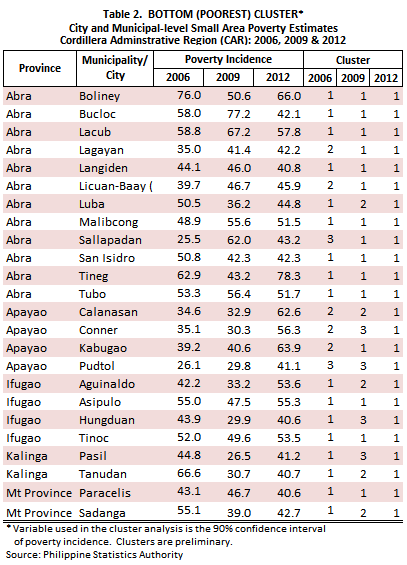 Table 2. BOTTOM (POOREST) CLUSTER*
City and Municipal-level Small Area Poverty Estimates
Cordillera Adminstrative Region (CAR): 2006, 2009 & 2012
Province Municipality/ City Poverty Incidence Cluster
2006 2009 2012 2006 2009 2012
Abra Boliney 76.0 50.6 66.0 1 1 1
Abra Bucloc 58.0 77.2 42.1 1 1 1
Abra Lacub 58.8 67.2 57.8 1 1 1
Abra Lagayan 35.0 41.4 42.2 2 1 1
Abra Langiden 44.1 46.0 40.8 1 1 1
Abra Licuan-Baay ( 39.7 46.7 45.9 2 1 1
Abra Luba 50.5 36.2 44.8 1 2 1
Abra Malibcong 48.9 55.6 51.5 1 1 1
Abra Sallapadan 25.5 62.0 43.2 3 1 1
Abra San Isidro 50.8 42.3 42.3 1 1 1
Abra Tineg 62.9 43.2 78.3 1 1 1
Abra Tubo 53.3 56.4 51.7 1 1 1
Apayao Calanasan 34.6 32.9 62.6 2 2 1
Apayao Conner 35.1 30.3 56.3 2 3 1
Apayao Kabugao 39.2 40.6 63.9 2 1 1
Apayao Pudtol 26.1 29.8 41.1 3 3 1
Ifugao Aguinaldo 42.2 33.2 53.6 1 2 1
Ifugao Asipulo 55.0 47.5 55.3 1 1 1
Ifugao Hungduan 43.9 29.9 40.6 1 3 1
Ifugao Tinoc 52.0 49.6 53.5 1 1 1
Kalinga Pasil 44.8 26.5 41.2 1 3 1
Kalinga Tanudan 66.6 30.7 40.7 1 2 1
Mt Province Paracelis 43.1 46.7 40.6 1 1 1
Mt Province Sadanga 55.1 39.0 42.7 1 2 1
* Variable used in the cluster analysis is the 90% confidence interval
of poverty incidence. Clusters are preliminary.
Source: Philippine Statistics Authority